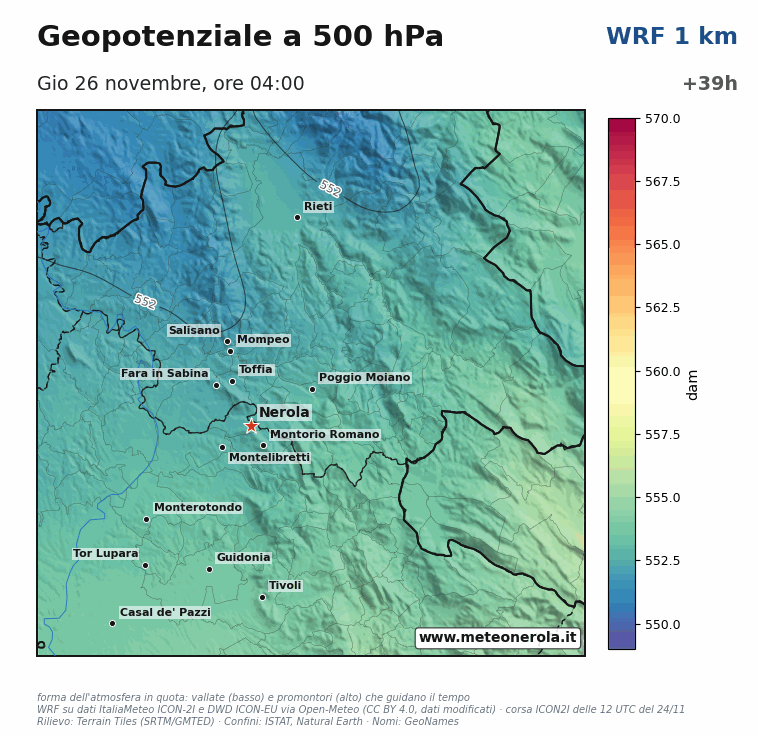 Geopotenziale a 500 hPa
WRF 1 km
Gio 26 novembre, ore 04:00
+39h
552
Rieti
552
Salisano
Mompeo
Toffia
Fara in Sabina
Poggio Moiano
Nerola
Montorio Romano
Montelibretti
Monterotondo
Tor Lupara
Guidonia
Tivoli
Casal de' Pazzi
www.meteonerola.it
570.0
567.5
565.0
562.5
560.0
557.5
555.0
552.5
550.0
dam
forma dell'atmosfera in quota: vallate (basso) e promontori (alto) che guidano il tempo
WRF su dati ItaliaMeteo ICON-2I e DWD ICON-EU via Open-Meteo (CC BY 4.0, dati modificati) · corsa ICON2I delle 12 UTC del 24/11
Rilievo: Terrain Tiles (SRTM/GMTED) · Confini: ISTAT, Natural Earth · Nomi: GeoNames